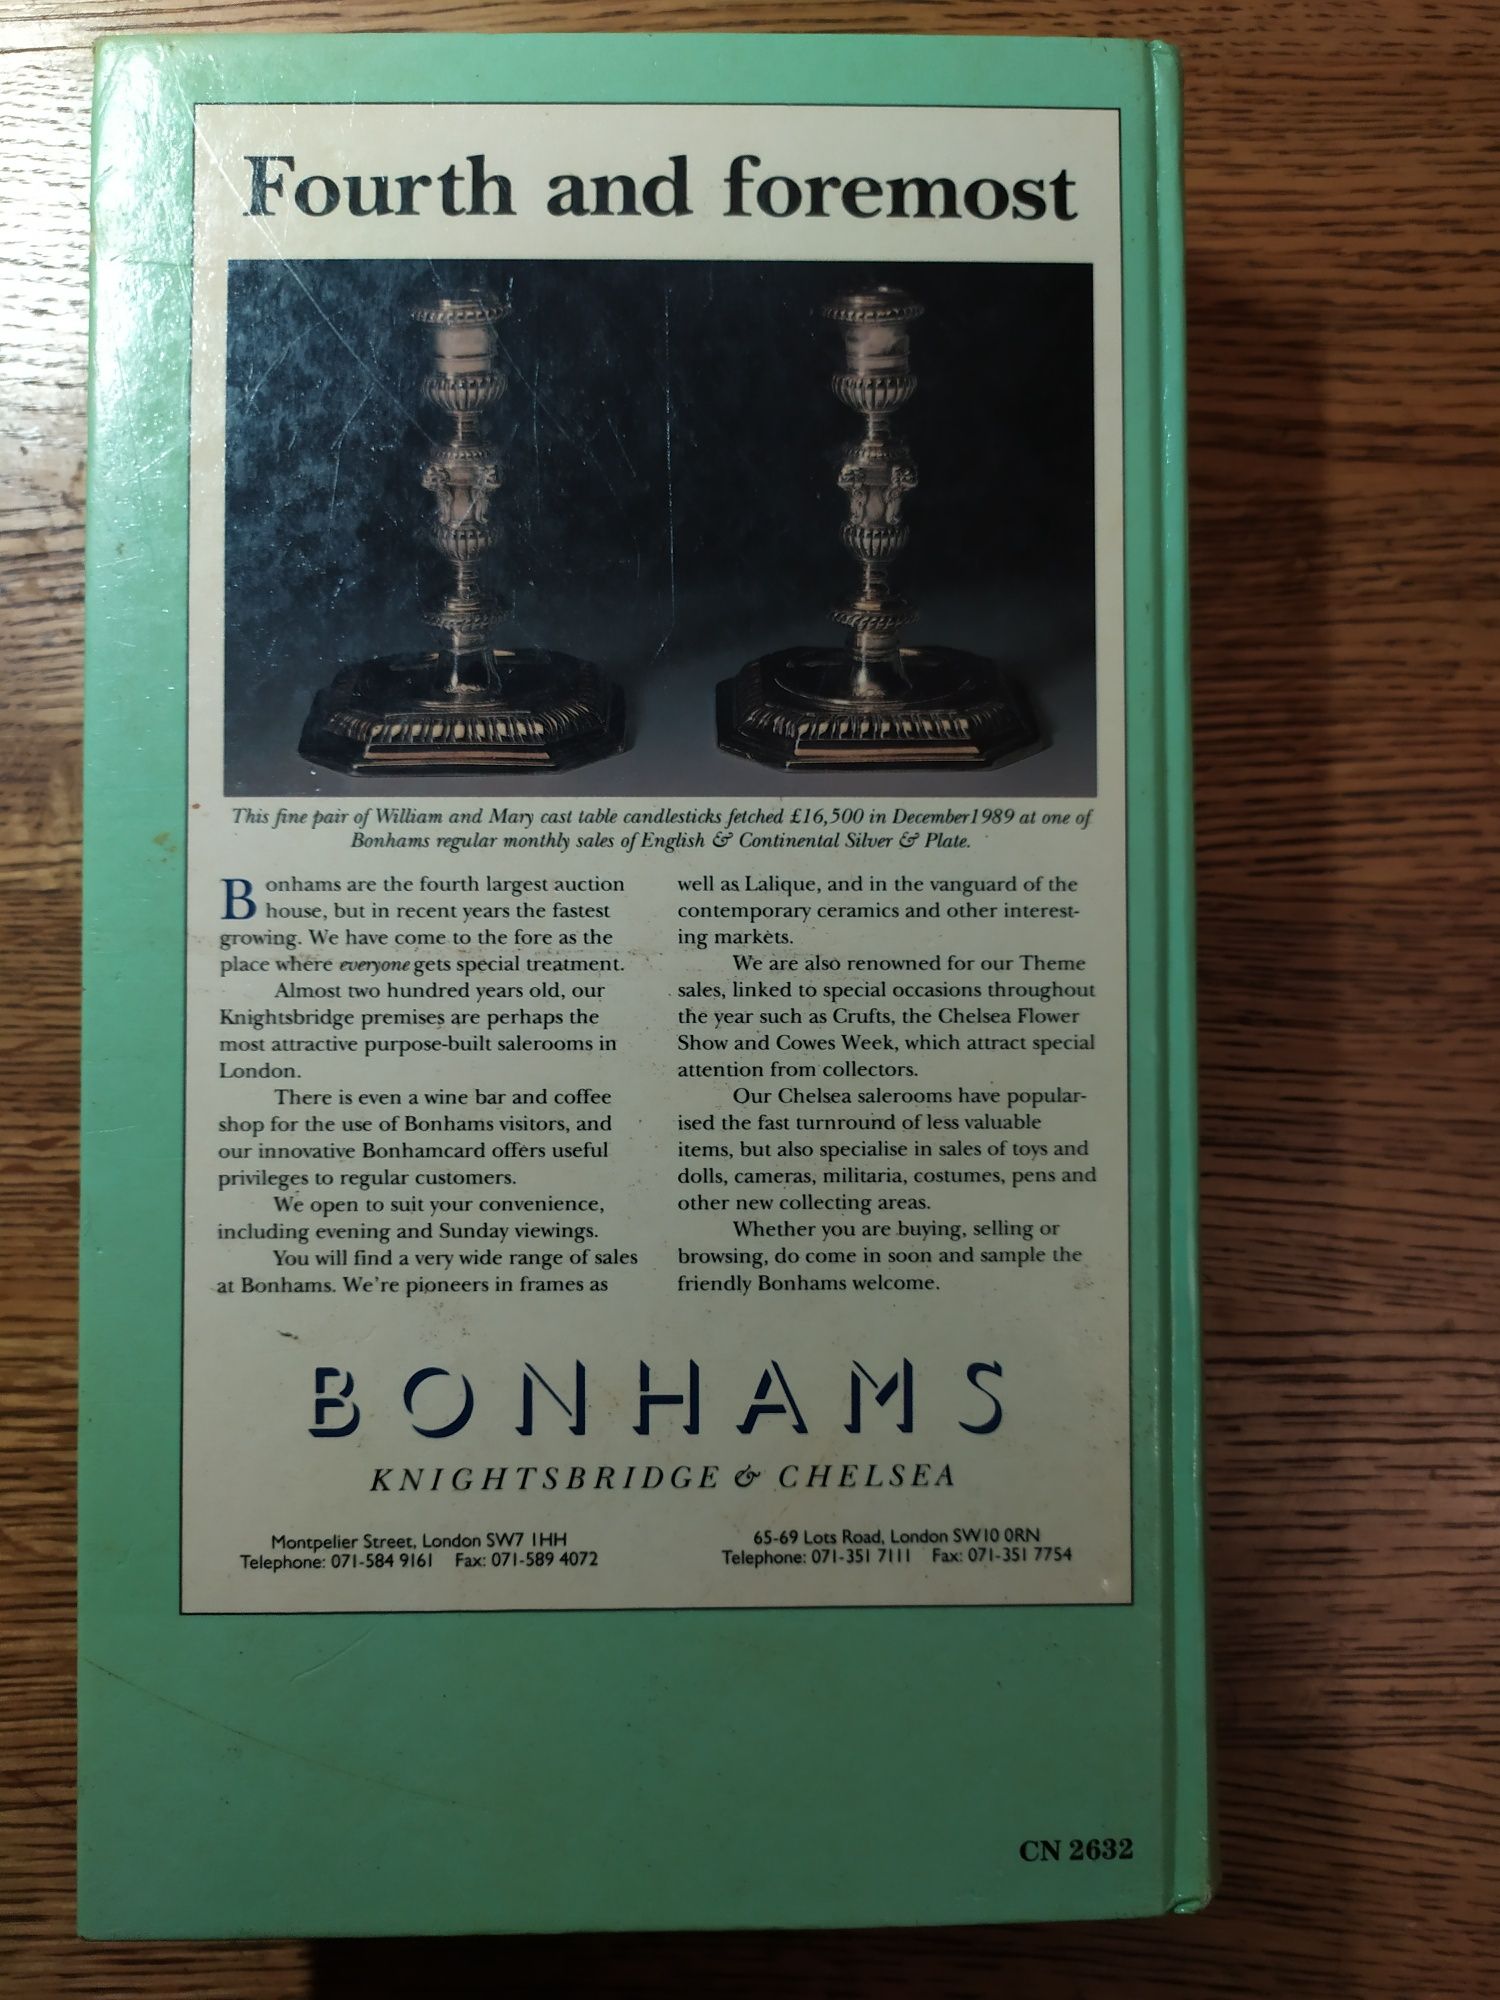 Fourth and foremost
This fine pair of William and Mary cast table candlesticks fetched £16,500 in December1989 at one of
Bonhams regular monthly sales of English & Continental Silver & Plate.
Bonhams are the fourth largest auction
house, but in recent years the fastest
growing. We have come to the fore as the
place where everyone gets special treatment.
Almost two hundred years old, our
Knightsbridge premises are perhaps the
most attractive purpose-built salerooms in
London.
There is even a wine bar and coffee
shop for the use of Bonhams visitors, and
our innovative Bonhamcard offers useful
privileges to regular customers.
We open to suit your convenience,
including evening and Sunday viewings.
You will find a very wide range of sales
at Bonhams. We're pioneers in frames as
well as Lalique, and in the vanguard of the
contemporary ceramics and other interest-
ing markets.
We are also renowned for our Theme
sales, linked to special occasions throughout
the year such as Crufts, the Chelsea Flower
Show and Cowes Week, which attract special
attention from collectors.
Our Chelsea salerooms have popular-
ised the fast turnround of less valuable
items, but also specialise in sales of toys and
dolls, cameras, militaria, costumes, pens and
other new collecting areas.
Whether you are buying, selling or
browsing, do come in soon and sample the
friendly Bonhams welcome.
BONHAMS
KNIGHTSBRIDGE & CHELSEA
Montpelier Street, London SW7 1HH
Telephone: 071-584 9161 Fax: 071-589 4072
65-69 Lots Road, London SW10 0RN
Telephone: 071-351 7111 Fax: 071-351 7754
CN 2632